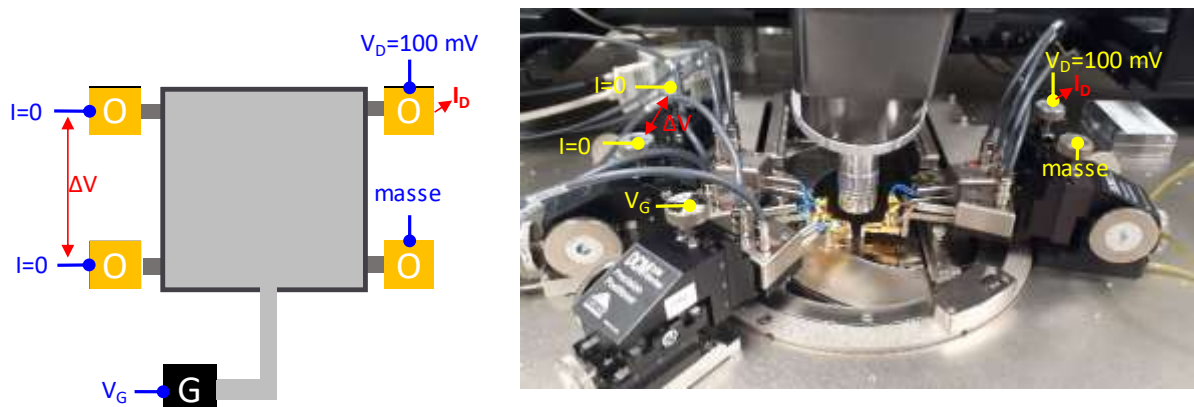 V_D=100 mV
I=0
O
O
I_D
ΔV
masse
I=0
O
O
V_G
G
V_D=100 mV
I_D
I=0
ΔV
I=0
masse
V_G